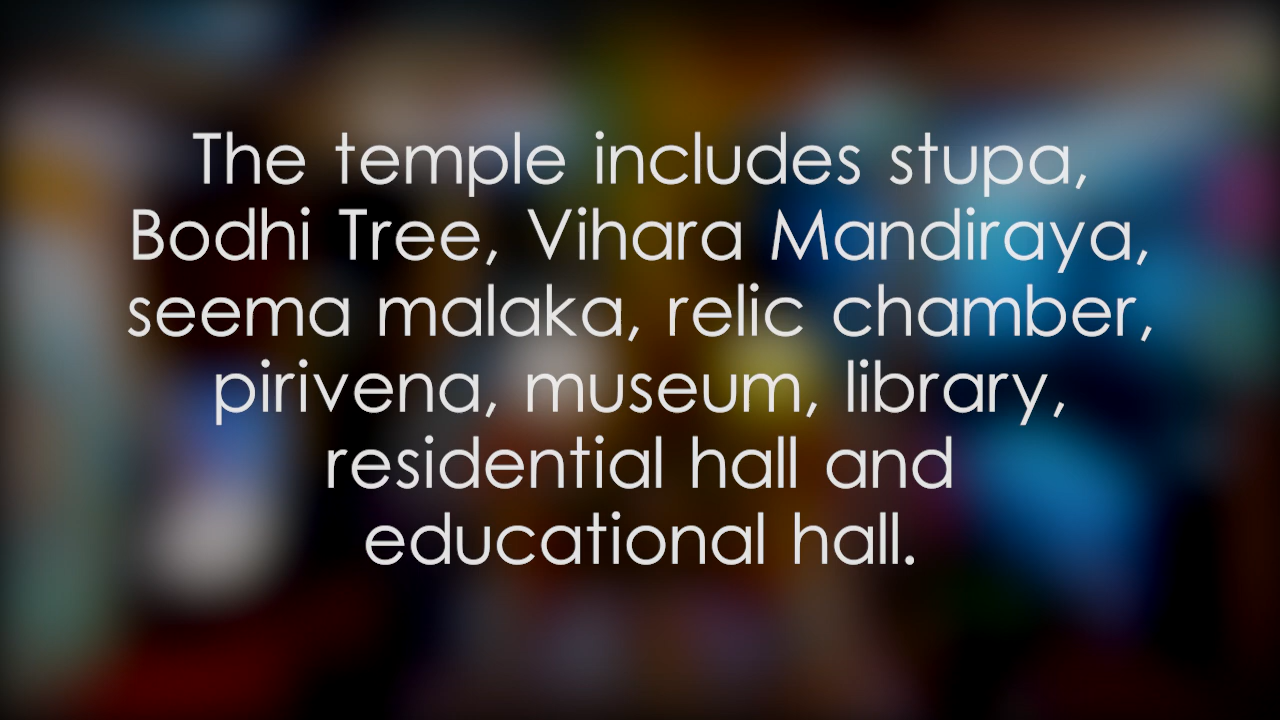 The temple includes stupa,
Bodhi Tree, Vihara Mandiraya,
seema malaka, relic chamber,
pirivena, museum, library,
residential hall and
educational hall.